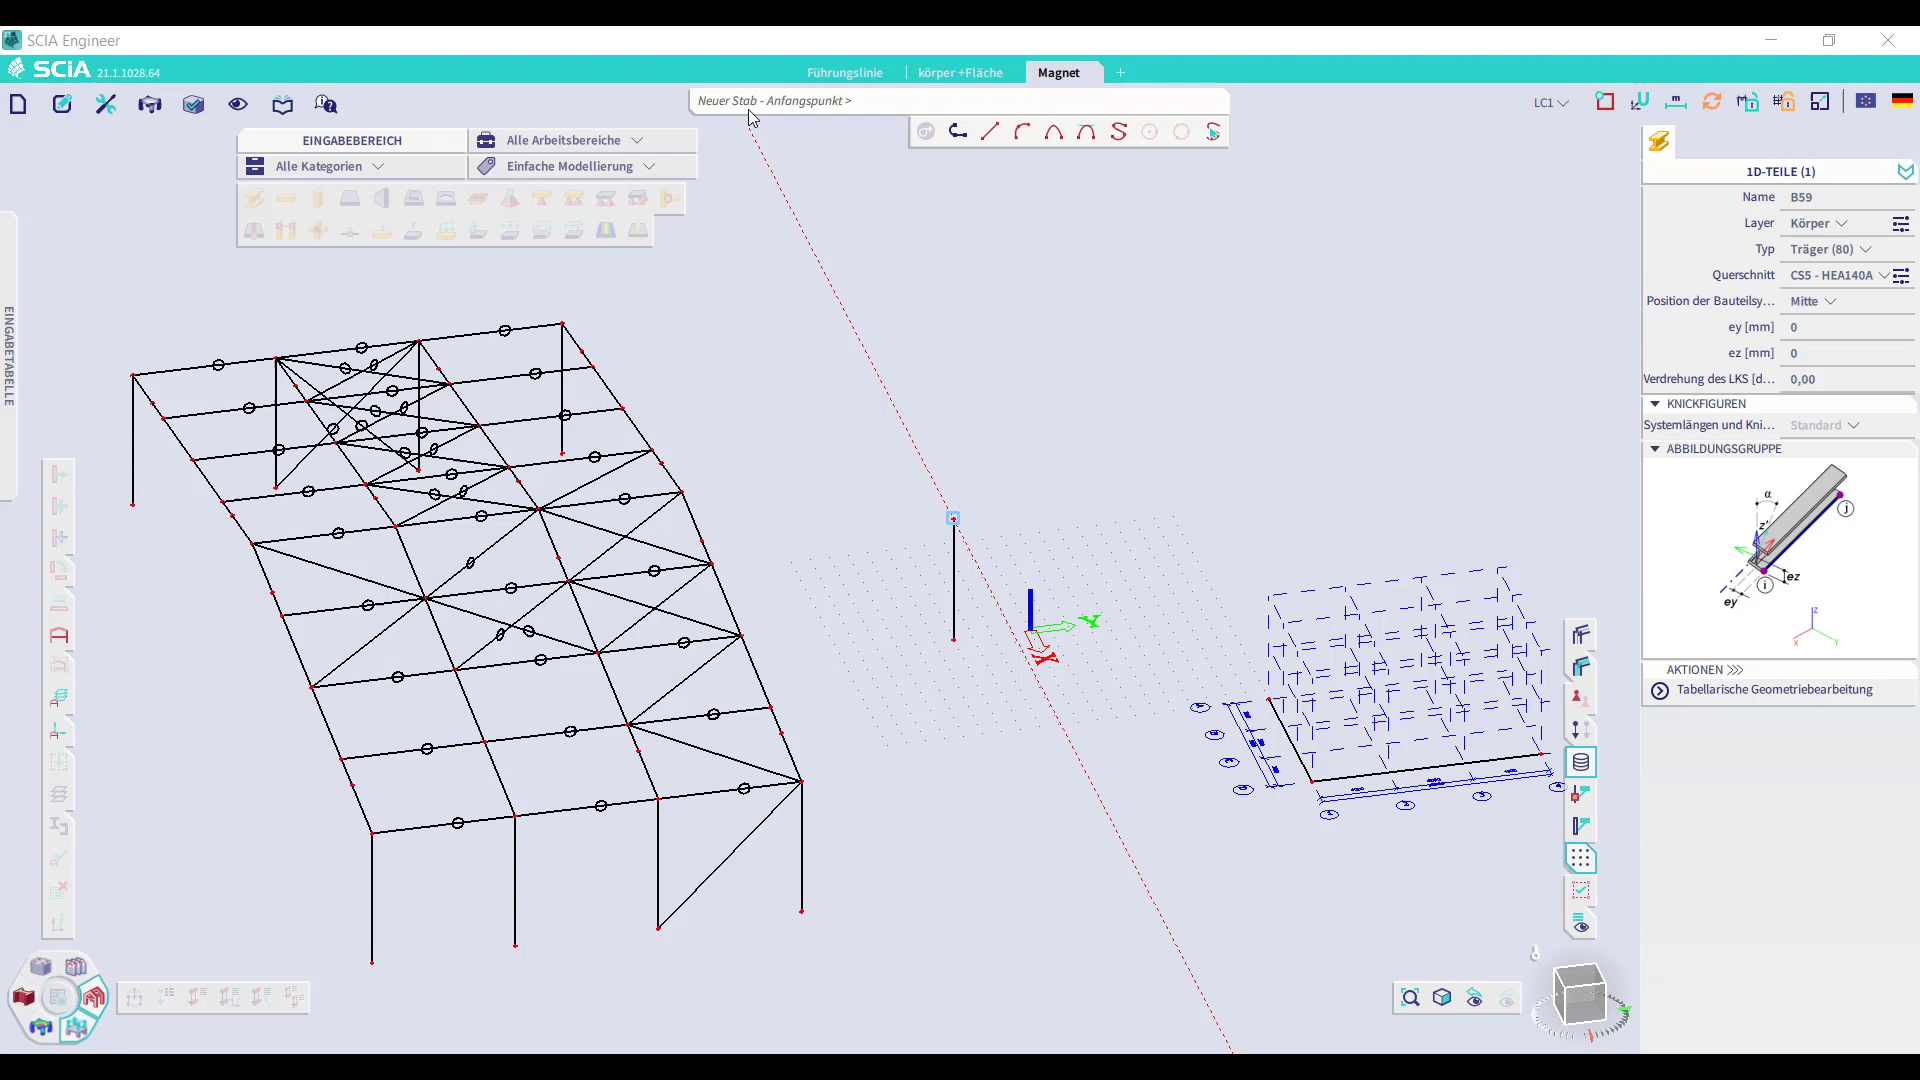 SCIA Engineer
SCiA 21.1.1028.64
Führungslinie
körper +Fläche
Magnet
+
Neuer Stab - Anfangspunkt >
LC1
EINGABEBEREICH
Alle Arbeitsbereiche
Alle Kategorien
Einfache Modellierung
EINGABETABELLE
1D-TEILE (1)
Name B59
Layer Körper
Typ Träger (80)
Querschnitt CS5 - HEA140A
Position der Bauteilsy... Mitte
ey [mm] 0
ez [mm] 0
Verdrehung des LKS [d... 0,00
KNICKFIGUREN
Systemlängen und Kni... Standard
ABBILDUNGSGRUPPE
α
z'
j
i
ez
ey
z
x
y
AKTIONEN >>>
Tabellarische Geometriebearbeitung
Y
X